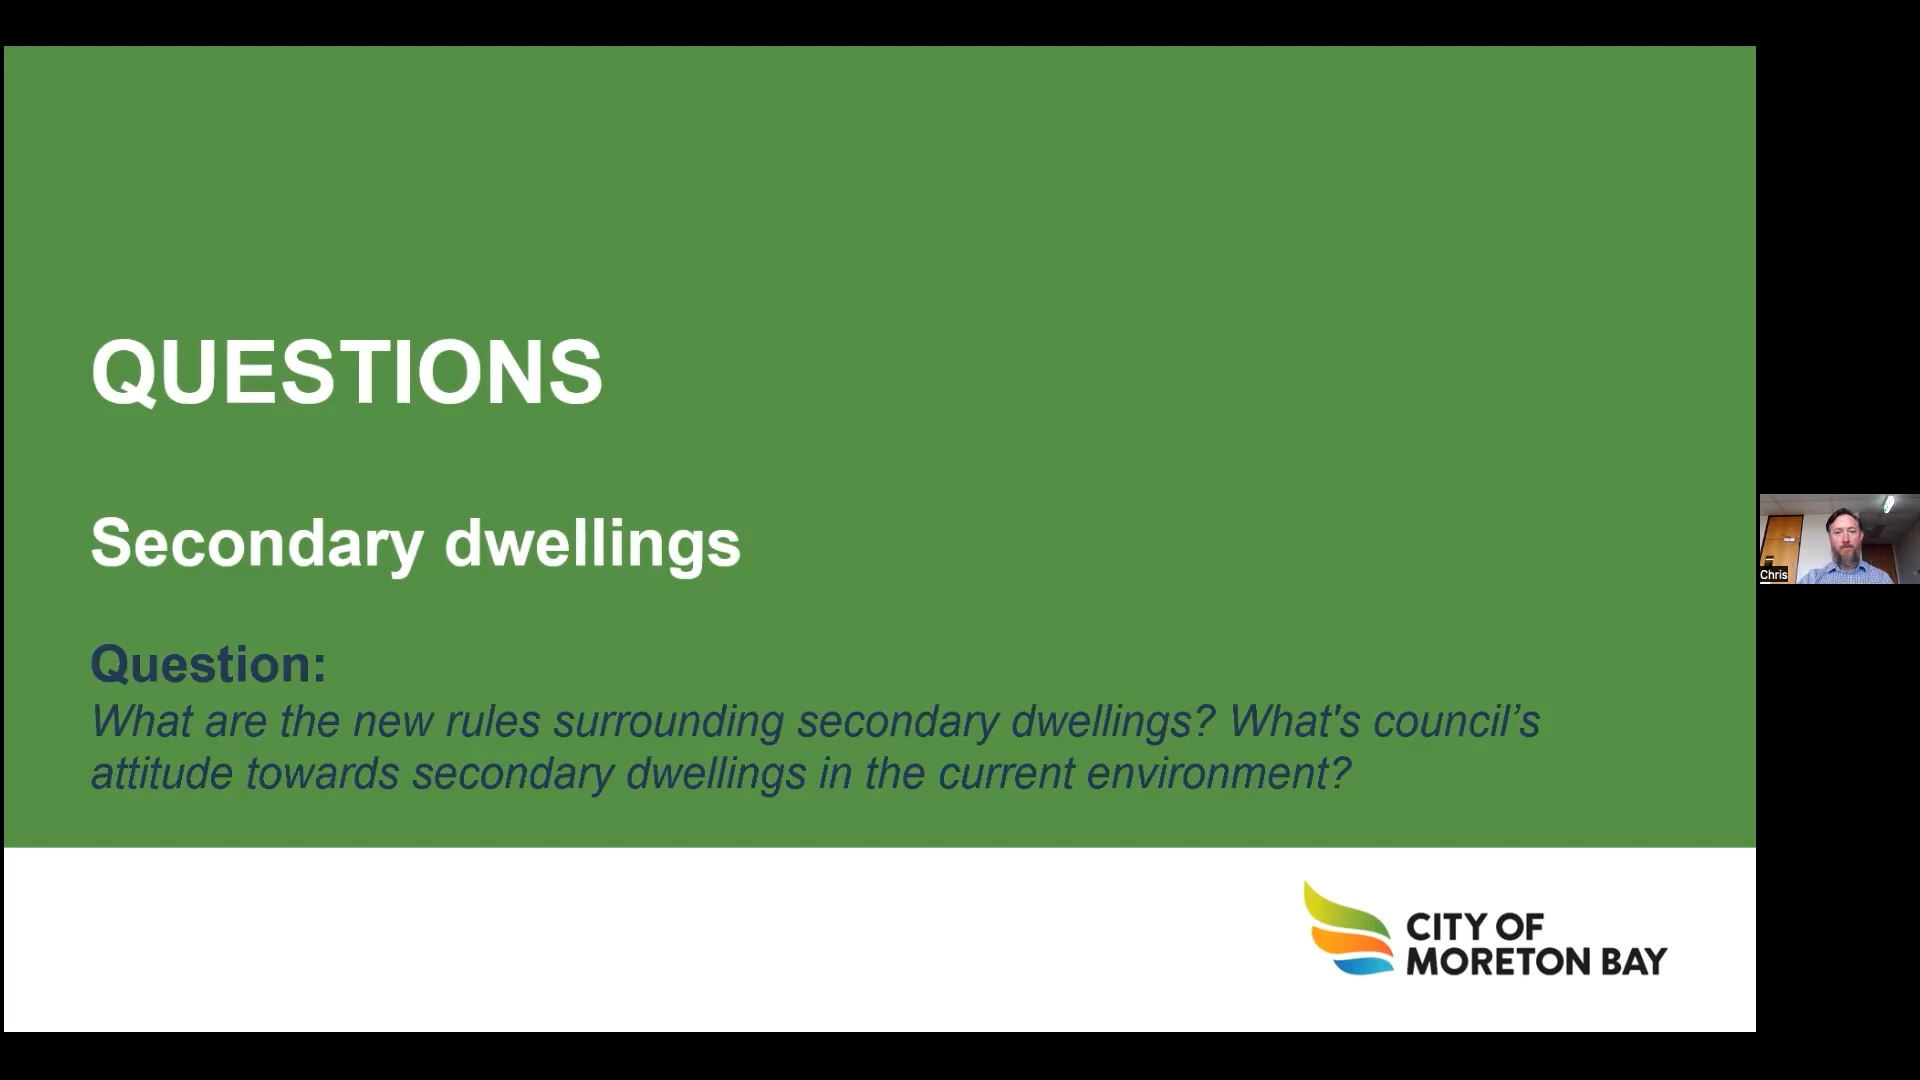 QUESTIONS
Secondary dwellings
Question:
What are the new rules surrounding secondary dwellings? What's council’s
attitude towards secondary dwellings in the current environment?
CITY OF
MORETON BAY
Chris